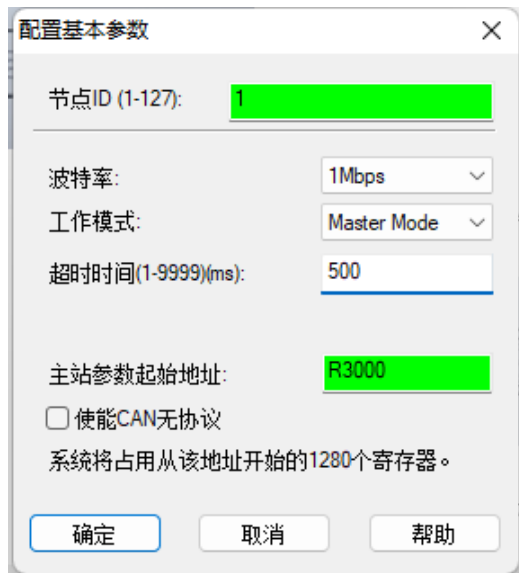 配置基本参数
节点ID (1-127): 1
波特率: 1Mbps
工作模式: Master Mode
超时时间(1-9999)(ms): 500
主站参数起始地址: R3000
使能CAN无协议
系统将占用从该地址开始的1280个寄存器。
确定 取消 帮助